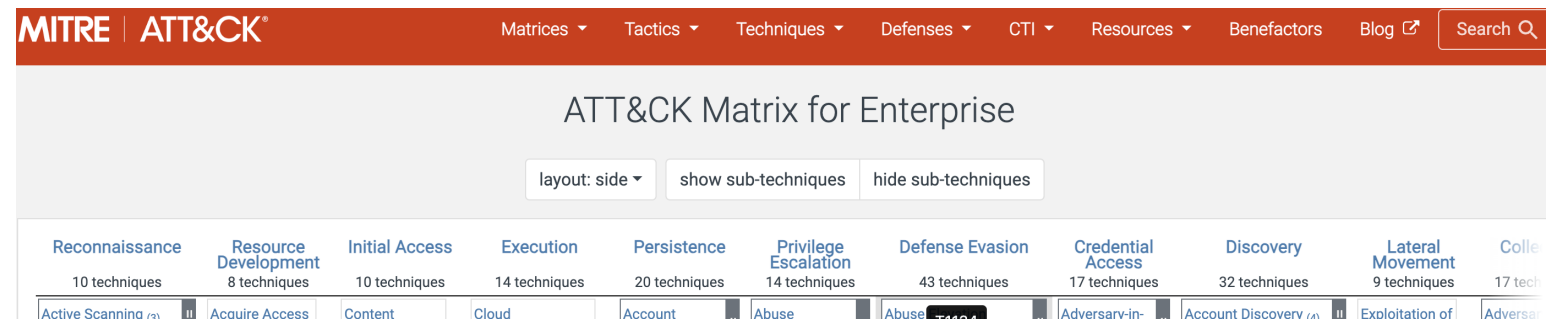 MITRE | ATT&CK®
Matrices Tactics Techniques Defenses CTI Resources Benefactors Blog Search
ATT&CK Matrix for Enterprise
layout: side show sub-techniques hide sub-techniques
Reconnaissance
10 techniques
Resource
Development
8 techniques
Initial Access
10 techniques
Execution
14 techniques
Persistence
20 techniques
Privilege
Escalation
14 techniques
Defense Evasion
43 techniques
Credential
Access
17 techniques
Discovery
32 techniques
Lateral
Movement
9 techniques
Colle
17 tech
Active Scanning (3)
Acquire Access
Content
Cloud
Account
Abuse
Abuse
Adversary-in-
Account Discovery (4)
Exploitation of
Adversar